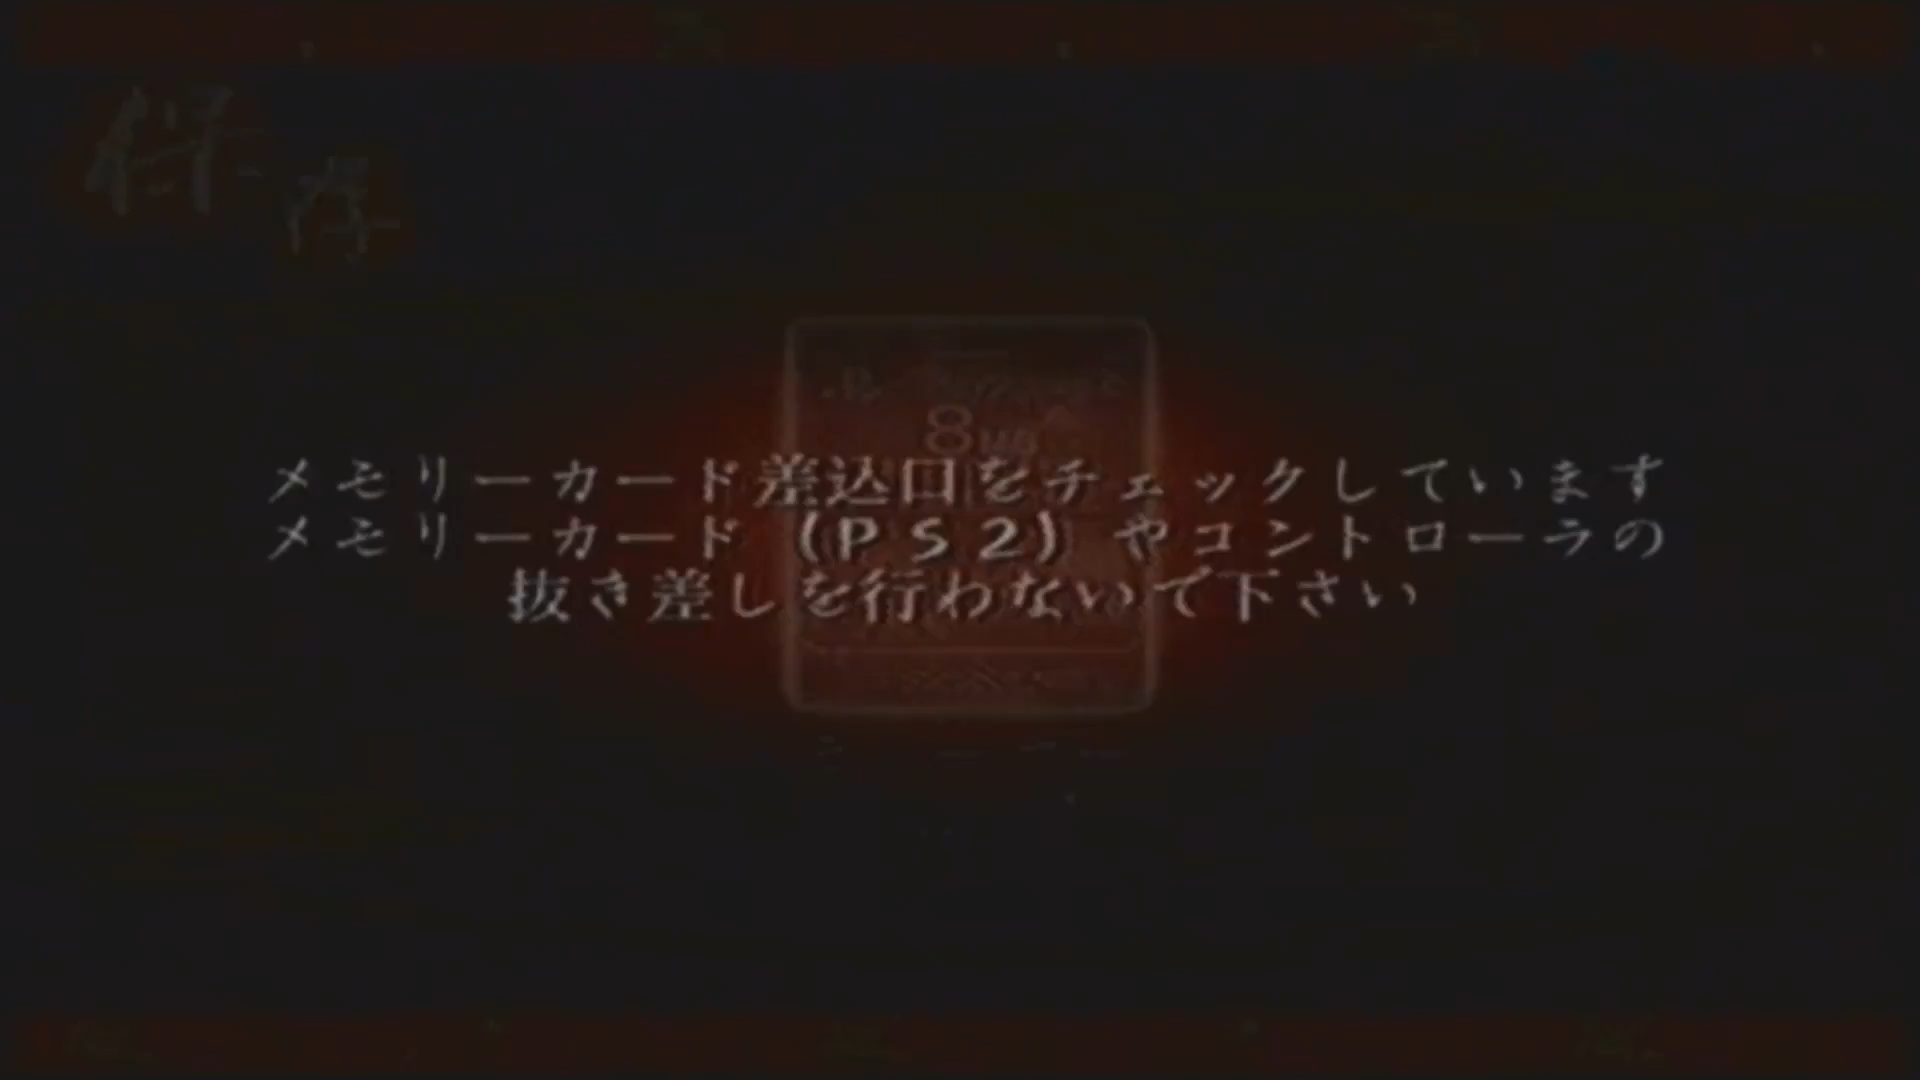 保存
8MB
メモリーカード差込口をチェックしています
メモリーカード（PS2）やコントローラの
抜き差しを行わないで下さい